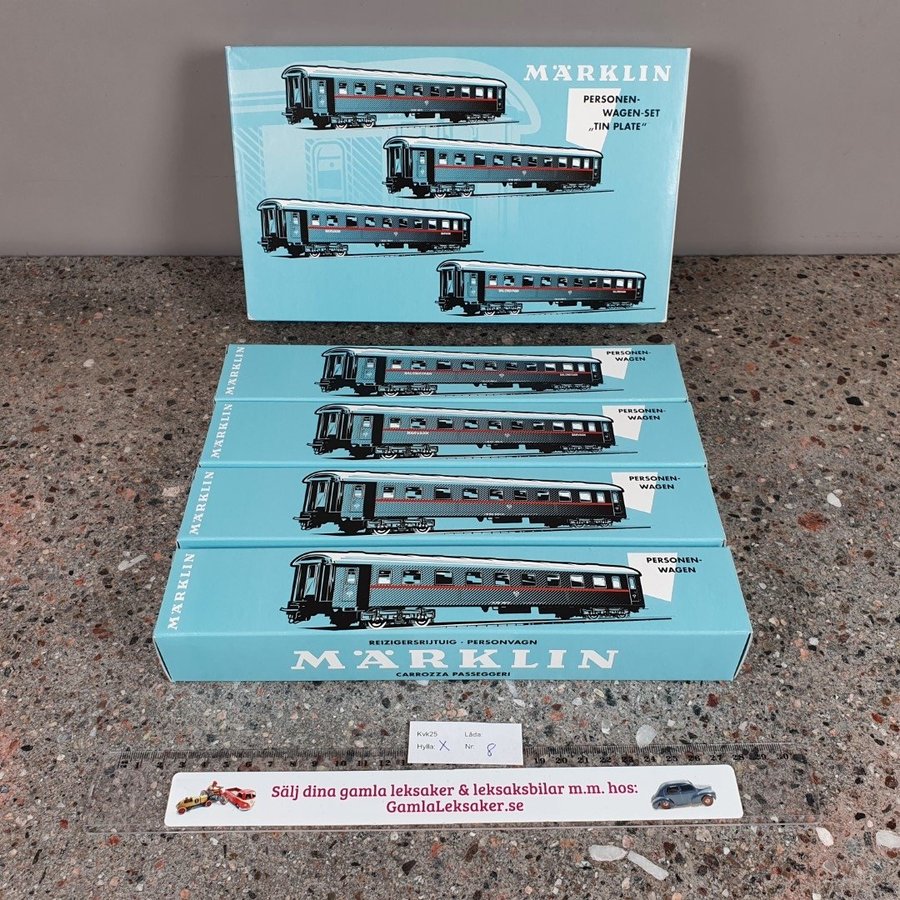 MÄRKLIN
PERSONEN-
WAGEN-SET
„TIN PLATE"
MÄRKLIN
PERSONEN-
WAGEN
MÄRKLIN
PERSONEN-
WAGEN
MÄRKLIN
PERSONEN-
WAGEN
MÄRKLIN
PERSONEN-
WAGEN
REIZIGERSRIJTUIG · PERSONVAGN
MÄRKLIN
CARROZZA PASSEGGERI
Kvk25 Låda:
Hylla: X Nr: 8
Sälj dina gamla leksaker & leksaksbilar m.m. hos:
GamlaLeksaker.se